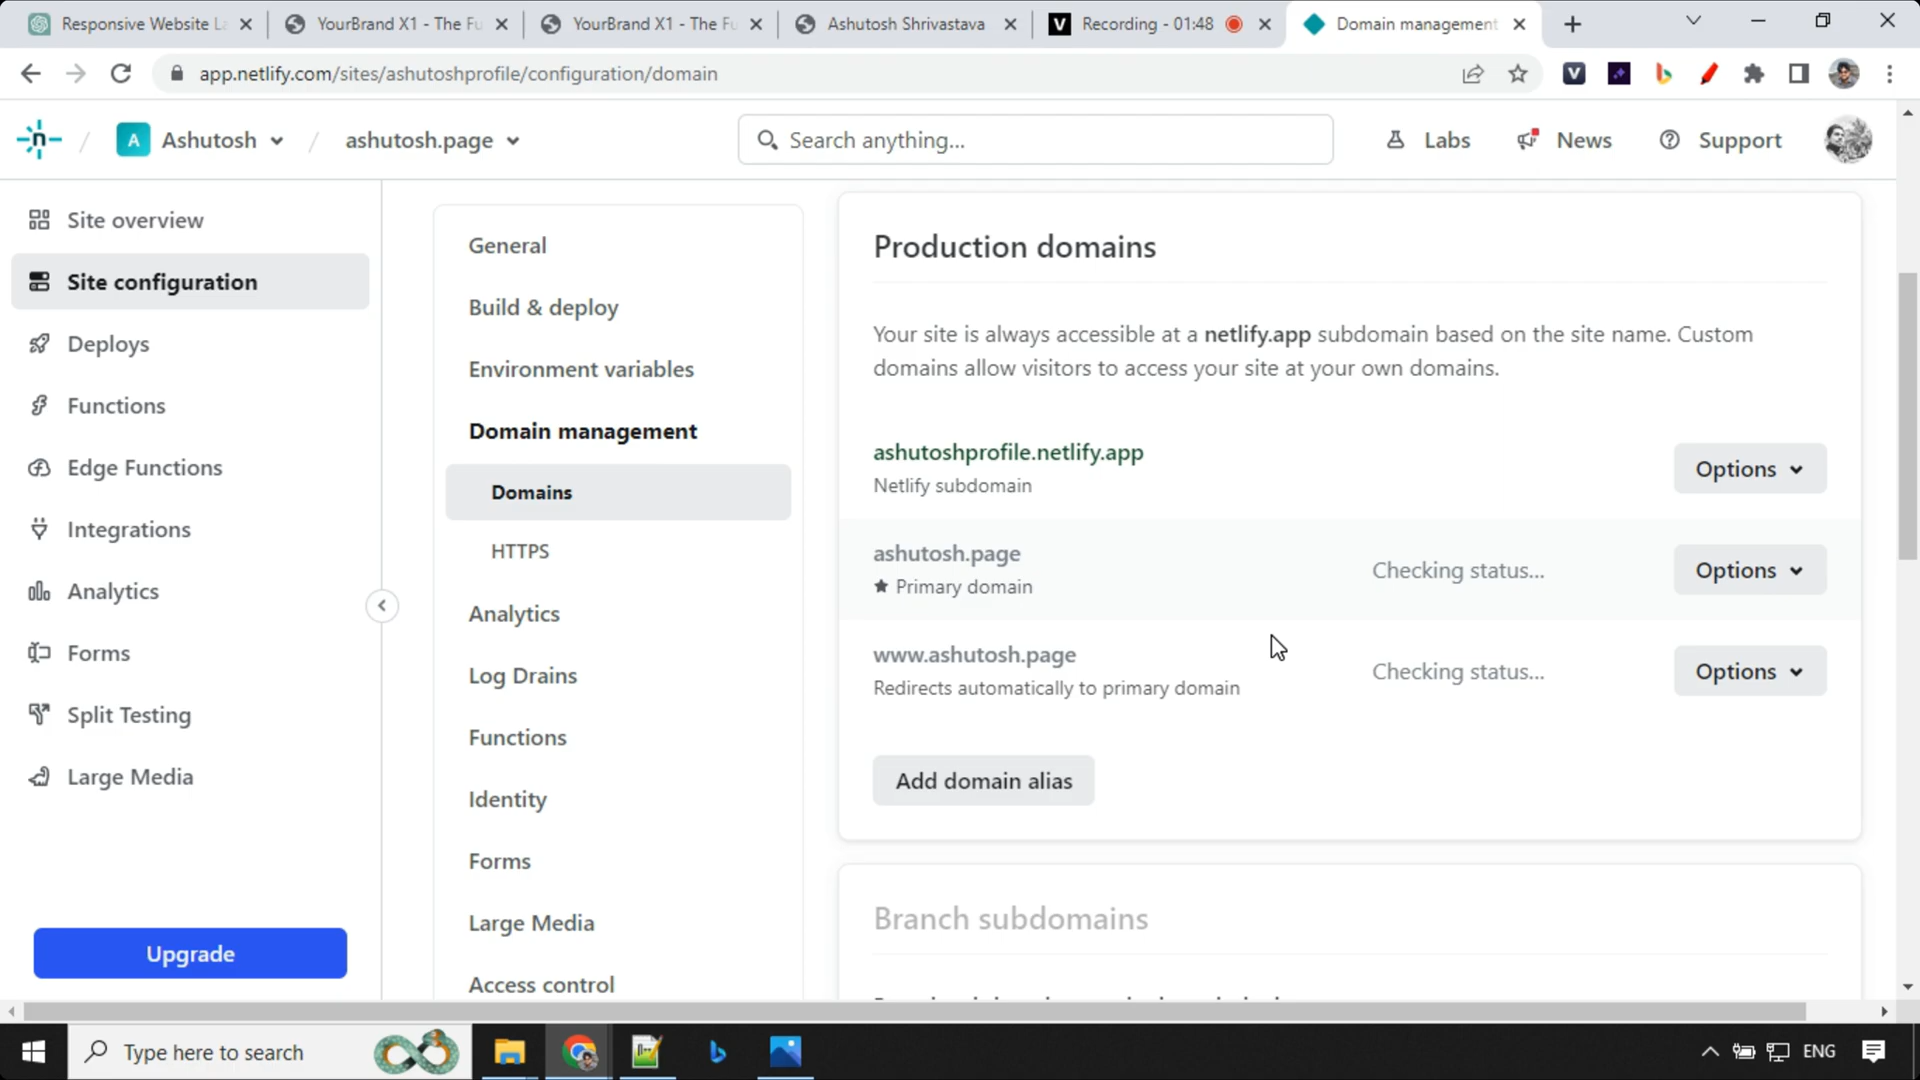 Responsive Website La
YourBrand X1 - The Fu
YourBrand X1 - The Fu
Ashutosh Shrivastava
V
Recording - 01:48
Domain management
app.netlify.com/sites/ashutoshprofile/configuration/domain
n
/
A
Ashutosh
/
ashutosh.page
Search anything...
Labs
News
Support
Site overview
Site configuration
Deploys
Functions
Edge Functions
Integrations
Analytics
Forms
Split Testing
Large Media
Upgrade
General
Build & deploy
Environment variables
Domain management
Domains
HTTPS
Analytics
Log Drains
Functions
Identity
Forms
Large Media
Access control
Production domains
Your site is always accessible at a netlify.app subdomain based on the site name. Custom
domains allow visitors to access your site at your own domains.
ashutoshprofile.netlify.app
Netlify subdomain
Options
ashutosh.page
★ Primary domain
Checking status...
Options
www.ashutosh.page
Redirects automatically to primary domain
Checking status...
Options
Add domain alias
Branch subdomains
Type here to search
ENG